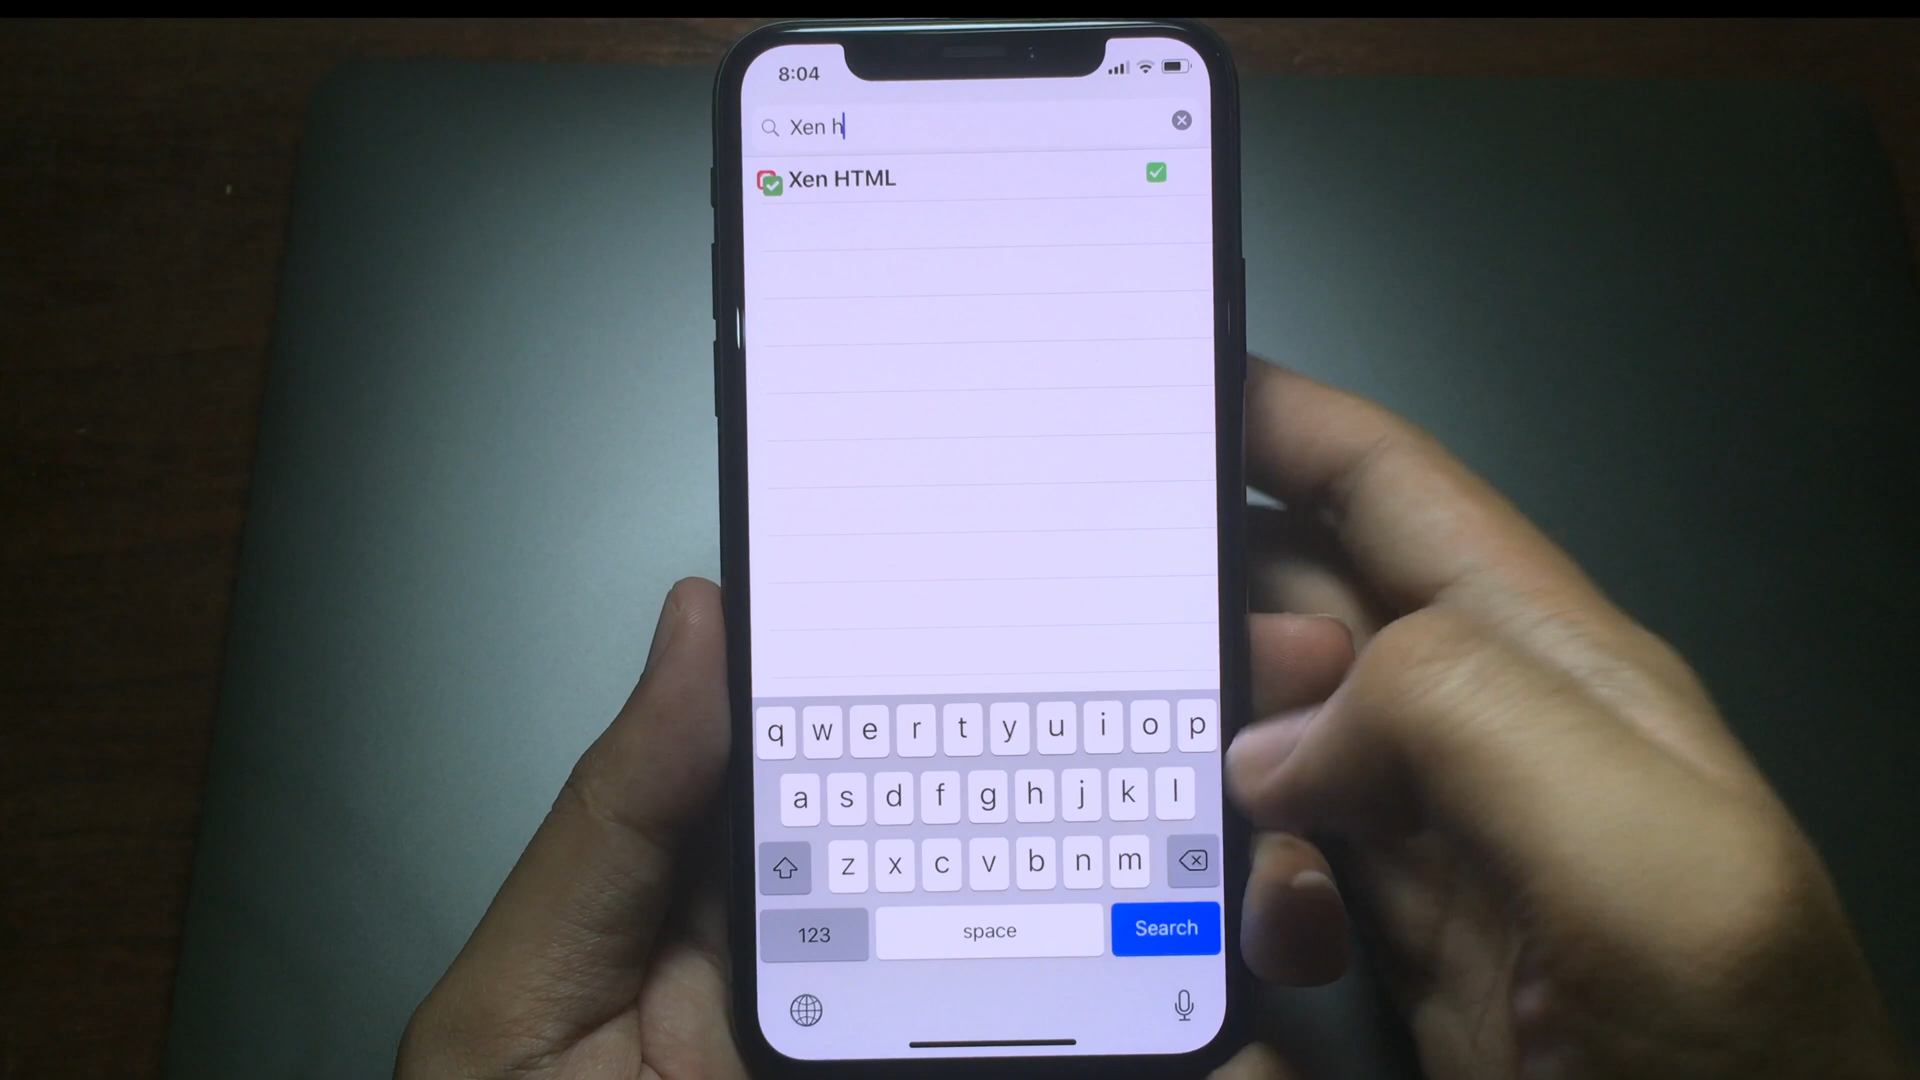 8:04
Xen h
Xen HTML
q w e r t y u i o p
a s d f g h j k l
z x c v b n m
123 space Search